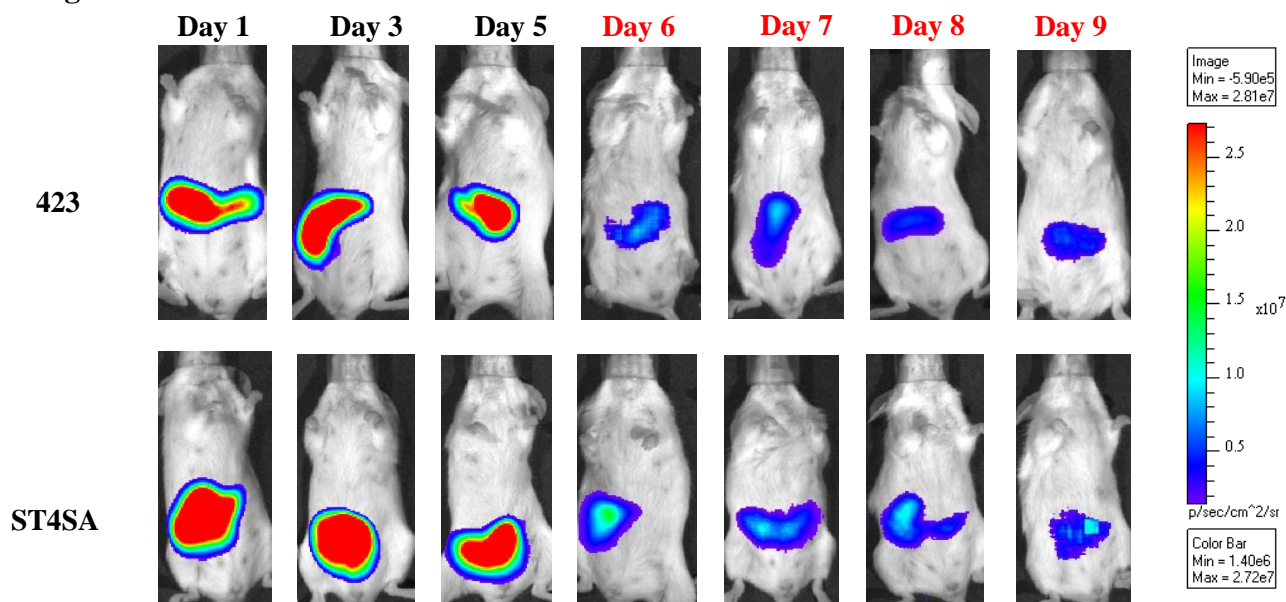 Day 1 Day 3 Day 5 Day 6 Day 7 Day 8 Day 9
Image
Min = -5.90e5
Max = 2.81e7
423
2.5
2.0
1.5
x10^7
1.0
0.5
ST4SA
p/sec/cm^2/sr
Color Bar
Min = 1.40e6
Max = 2.72e7